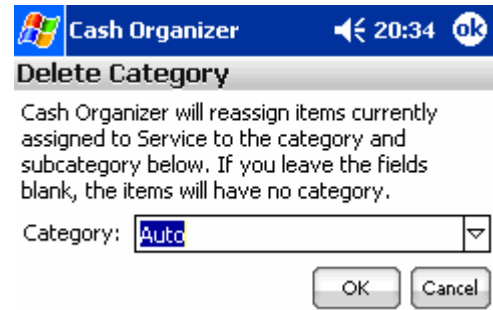 Cash Organizer 20:34 ok
Delete Category
Cash Organizer will reassign items currently
assigned to Service to the category and
subcategory below. If you leave the fields
blank, the items will have no category.
Category: Auto
OK Cancel